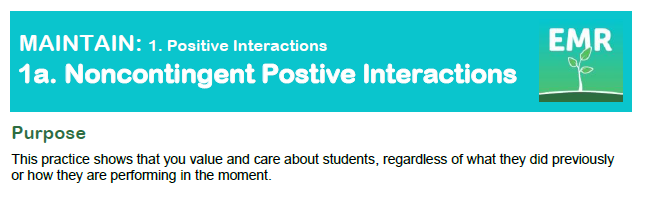 MAINTAIN: 1. Positive Interactions
1a. Noncontingent Postive Interactions
EMR
Purpose
This practice shows that you value and care about students, regardless of what they did previously
or how they are performing in the moment.